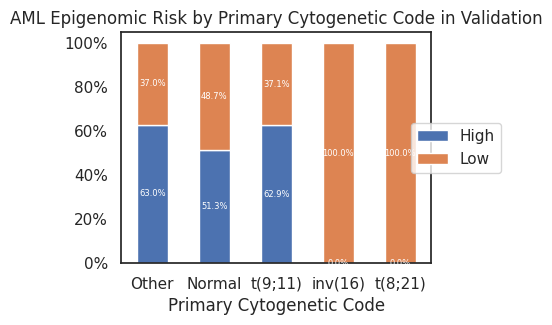 AML Epigenomic Risk by Primary Cytogenetic Code in Validation
100%
80%
60%
40%
20%
0%
37.0%
48.7%
37.1%
100.0%
100.0%
63.0%
51.3%
62.9%
0.0%
0.0%
High
Low
Other
Normal
t(9;11)
inv(16)
t(8;21)
Primary Cytogenetic Code